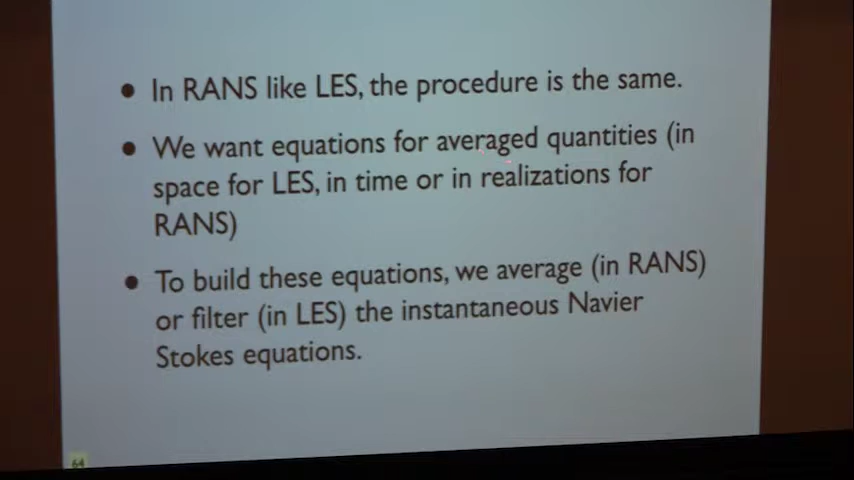 • In RANS like LES, the procedure is the same.
• We want equations for averaged quantities (in
space for LES, in time or in realizations for
RANS)
• To build these equations, we average (in RANS)
or filter (in LES) the instantaneous Navier
Stokes equations.
64